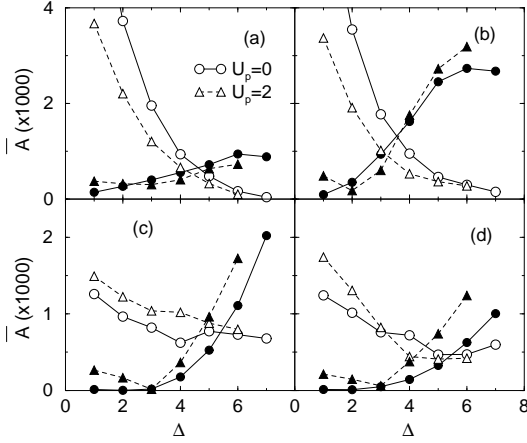 4
2
0
A (x1000)
(a)
U_p=0
U_p=2
(b)
2
1
0
A (x1000)
(c)
(d)
0 2 4 6 0 2 4 6 8
Δ Δ